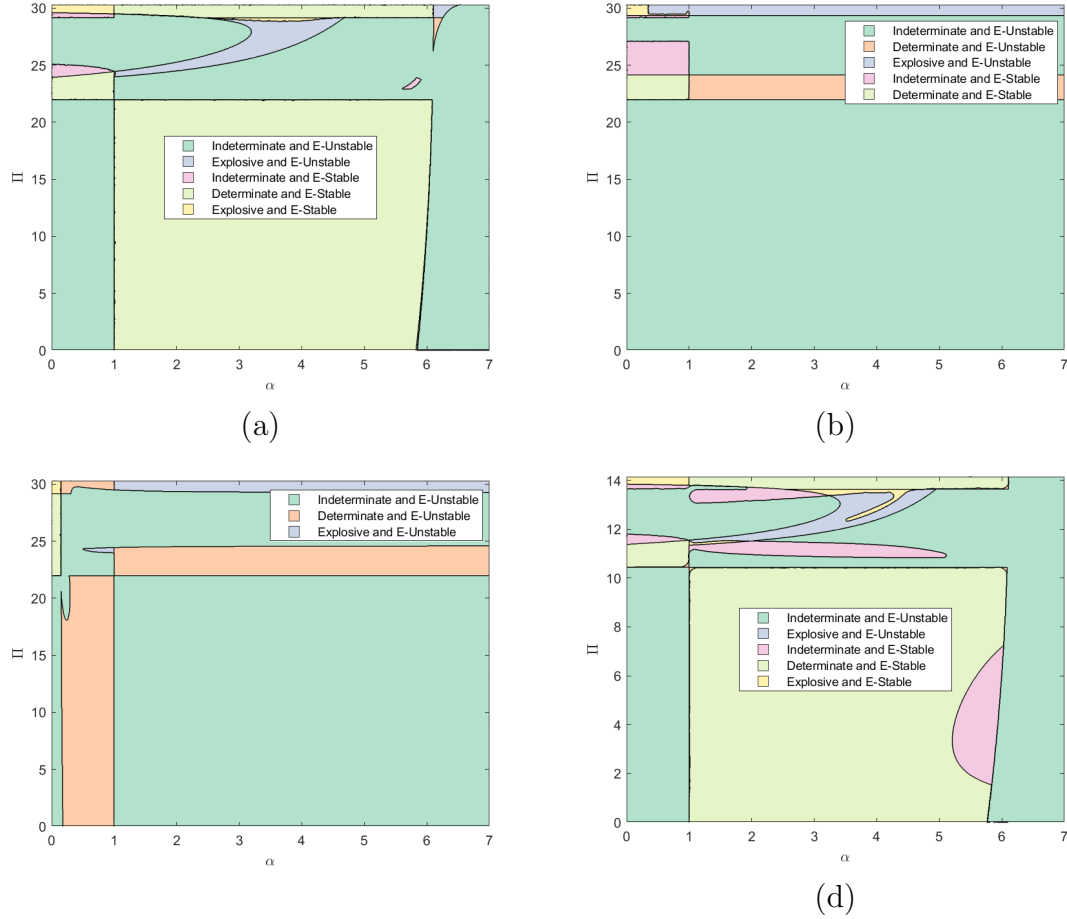 30
25
20
15
10
5
0
Π
0 1 2 3 4 5 6 7
α
Indeterminate and E-Unstable
Explosive and E-Unstable
Indeterminate and E-Stable
Determinate and E-Stable
Explosive and E-Stable
(a)
30
25
20
15
10
5
0
Π
0 1 2 3 4 5 6 7
α
Indeterminate and E-Unstable
Determinate and E-Unstable
Explosive and E-Unstable
Indeterminate and E-Stable
Determinate and E-Stable
(b)
30
25
20
15
10
5
0
Π
0 1 2 3 4 5 6 7
α
Indeterminate and E-Unstable
Determinate and E-Unstable
Explosive and E-Unstable
14
12
10
8
6
4
2
0
Π
0 1 2 3 4 5 6 7
α
Indeterminate and E-Unstable
Explosive and E-Unstable
Indeterminate and E-Stable
Determinate and E-Stable
Explosive and E-Stable
(d)